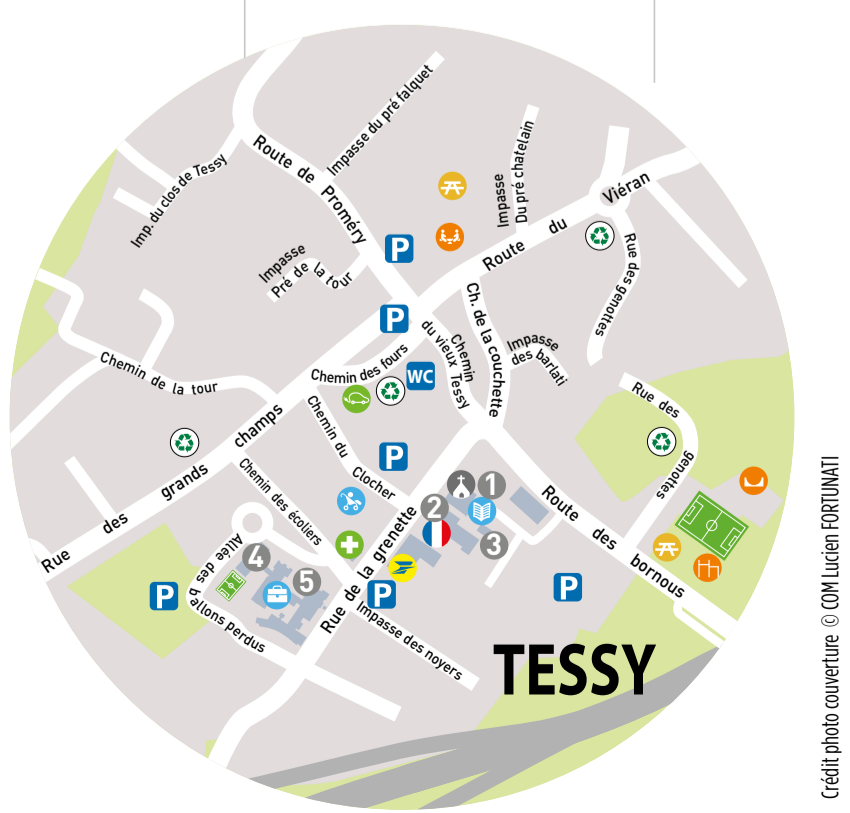 Impasse du pré falquet
Route de Proméry
Imp. du clos de Tessy
Impasse
Du pré chatelain
Viéran
Route du
Impasse
Pré de la tour
P
Rue des genottes
Ch. de la couchette
P
Chemin
du vieux Tessy
Impasse
des barlati
Chemin des fours
WC
Chemin de la tour
Rue des
genottes
champs
grands
des
Rue
Chemin du
Clocher
P
Chemin des écoliers
1
2
3
Route des bornous
Rue de la grenette
4
5
Allée des ballons perdus
P
P
P
Impasse des noyers
TESSY
Crédit photo couverture © COM Lucien FORTUNATI